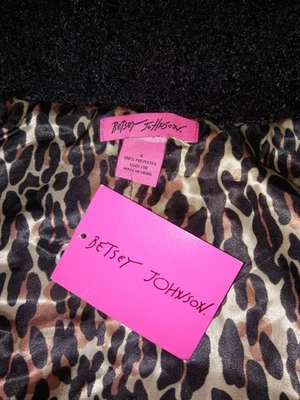 BETSEY JOHNSON.
100% POLYESTER
MADE IN CHINA
BETSEY JOHNSON.